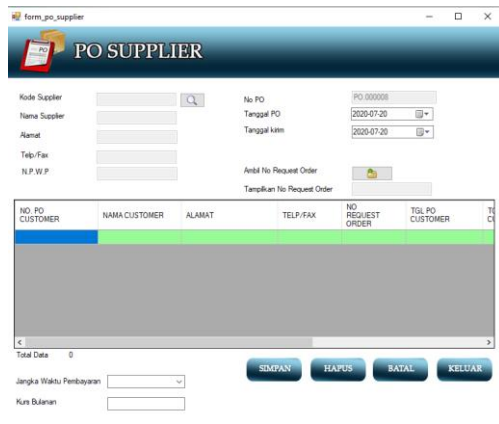 form_po_supplier
PO
PO SUPPLIER
Kode Supplier
Nama Supplier
Alamat
Telp/Fax
N.P.W.P
No PO
PO.000008
Tanggal PO
2020-07-20
Tanggal kirim
2020-07-20
Ambil No Request Order
Tampilkan No Request Order
NO. PO
CUSTOMER
NAMA CUSTOMER
ALAMAT
TELP/FAX
NO
REQUEST
ORDER
TGL PO
CUSTOMER
Total Data 0
Jangka Waktu Pembayaran
Kurs Bulanan
SIMPAN
HAPUS
BATAL
KELUAR